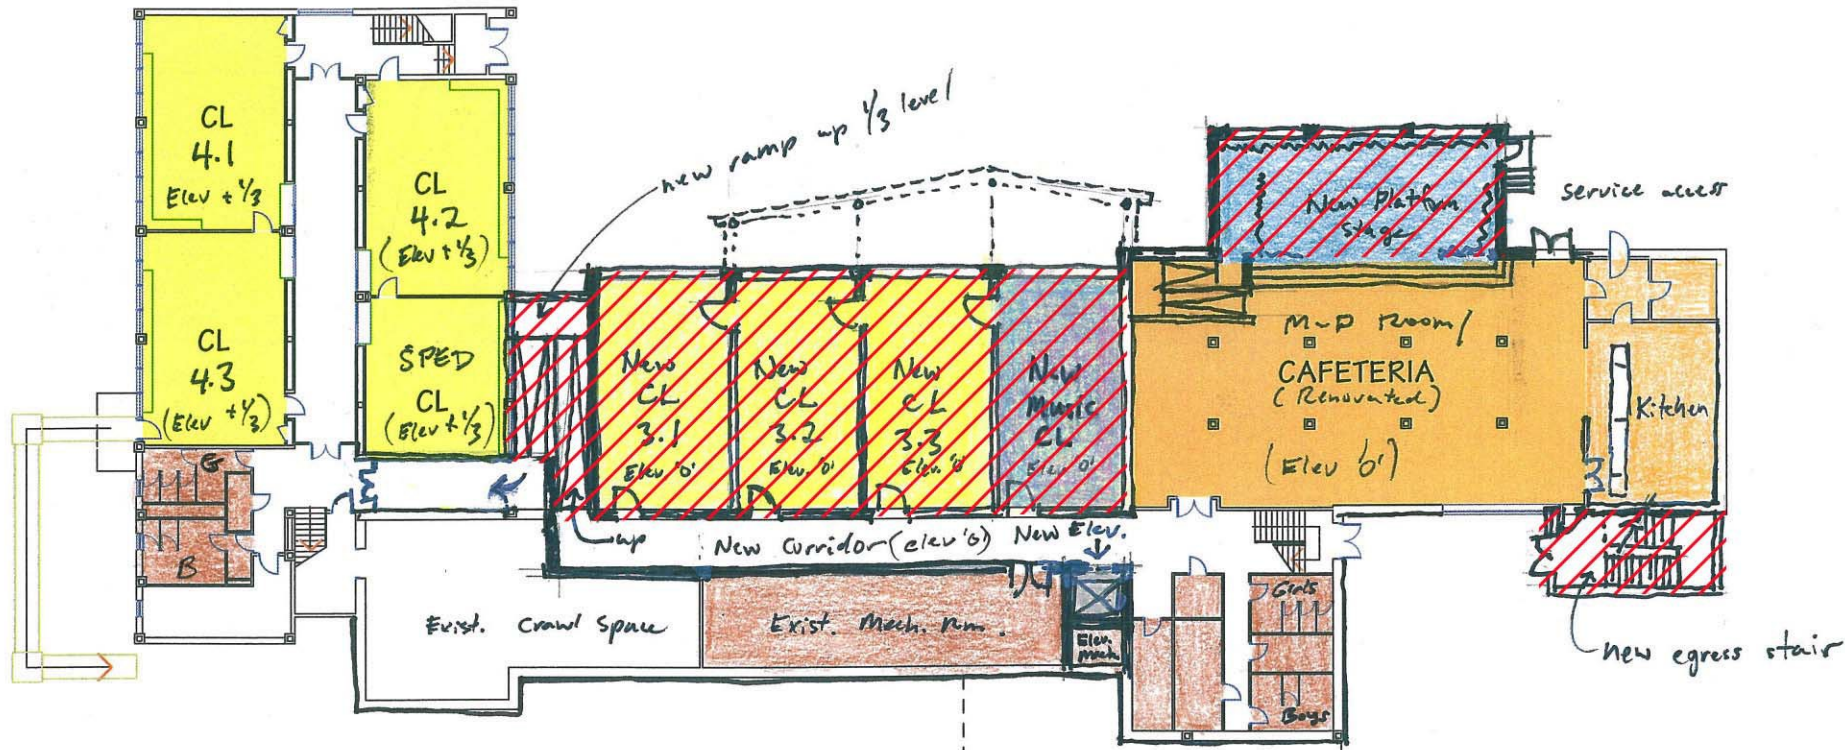 CL
4.1
Elev + 1/3
CL
4.2
(Elev + 1/3)
CL
4.3
(Elev + 1/3)
SPED
CL
(Elev + 1/3)
G
B
new ramp up 1/3 level
New
CL
3.1
Elev '0'
New
CL
3.2
Elev. '0'
New
CL
3.3
Elev. '0'
New
Music
CL
Elev '0'
up
New Corridor (elev '0')
New Elev.
Exist. Crawl Space
Exist. Mech. Rm.
Elev.
Mech
New Platform
Stage
service access
M-P Room/
CAFETERIA
(Renovated)
(Elev '0')
Kitchen
Girls
Boys
new egress stair